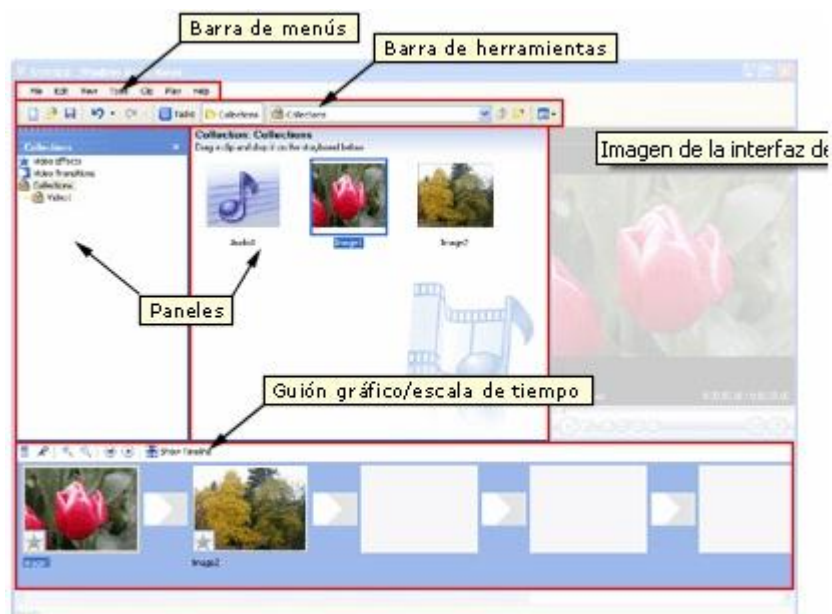 Barra de menús
Barra de herramientas
File Edit View Tools Clip Play Help
Tasks Collections Collections
Imagen de la interfaz de
Collections
Video Effects
Video Transitions
Collections
Video1
Collection: Collections
Drag a clip and drop it on the storyboard below.
Image1
Image2
Paneles
Guión gráfico/escala de tiempo
Show Timeline
Image2